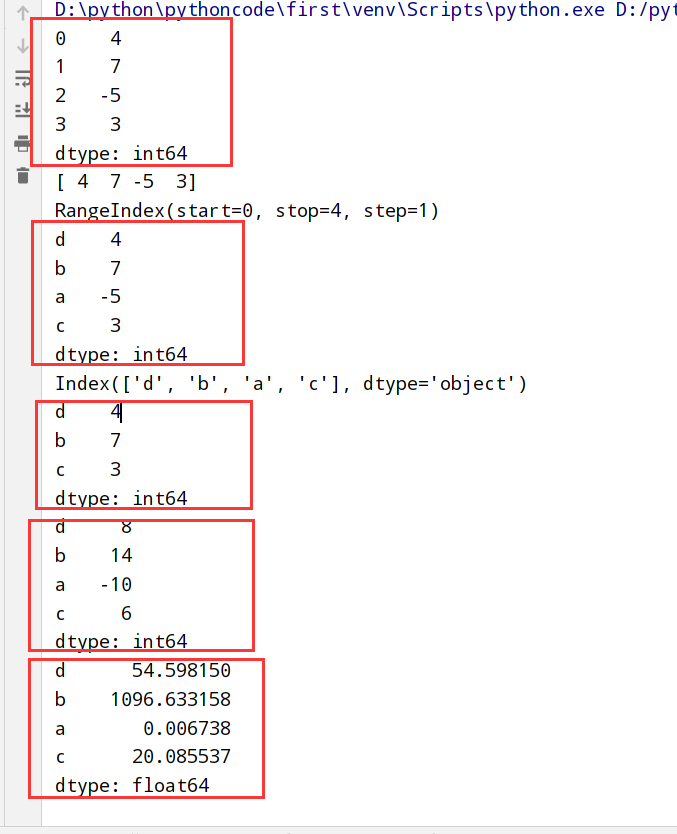 D:\python\pythoncode\first\venv\Scripts\python.exe D:/pyt
0    4
1    7
2   -5
3    3
dtype: int64
[ 4  7 -5  3]
RangeIndex(start=0, stop=4, step=1)
d    4
b    7
a   -5
c    3
dtype: int64
Index(['d', 'b', 'a', 'c'], dtype='object')
d    4
b    7
c    3
dtype: int64
d     8
b    14
a   -10
c     6
dtype: int64
d      54.598150
b    1096.633158
a       0.006738
c      20.085537
dtype: float64